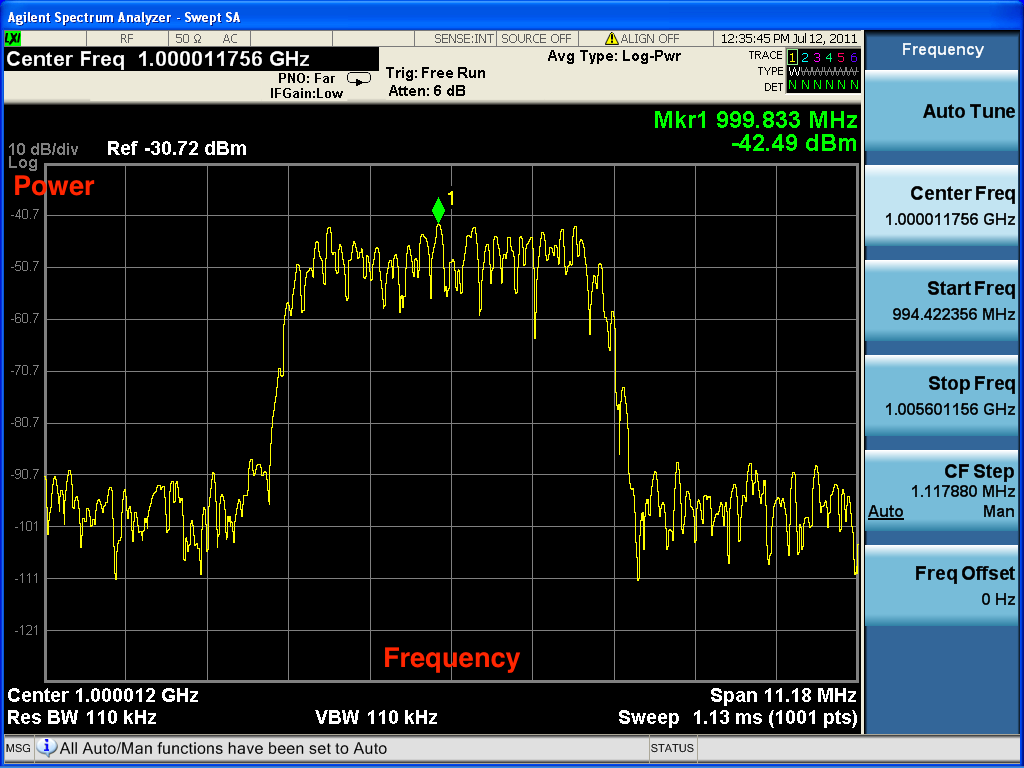 Agilent Spectrum Analyzer - Swept SA
LXI RF 50 Ω AC SENSE:INT SOURCE OFF ALIGN OFF 12:35:45 PM Jul 12, 2011
Center Freq 1.000011756 GHz
PNO: Far
IFGain:Low
Trig: Free Run
Atten: 6 dB
Avg Type: Log-Pwr
TRACE 1 2 3 4 5 6
TYPE WWWWWW
DET N N N N N N
Mkr1 999.833 MHz
-42.49 dBm
10 dB/div
Log
Ref -30.72 dBm
Power
1
-40.7
-50.7
-60.7
-70.7
-80.7
-90.7
-101
-111
-121
Frequency
Center 1.000012 GHz
Span 11.18 MHz
Res BW 110 kHz
VBW 110 kHz
Sweep 1.13 ms (1001 pts)
MSG
All Auto/Man functions have been set to Auto
STATUS
Frequency
Auto Tune
Center Freq
1.000011756 GHz
Start Freq
994.422356 MHz
Stop Freq
1.005601156 GHz
CF Step
1.117880 MHz
Auto Man
Freq Offset
0 Hz